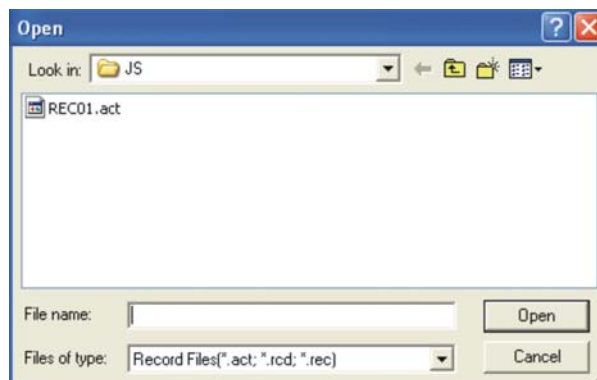 Open
Look in: JS
REC01.act
File name: Open
Files of type: Record Files(*.act; *.rcd; *.rec) Cancel